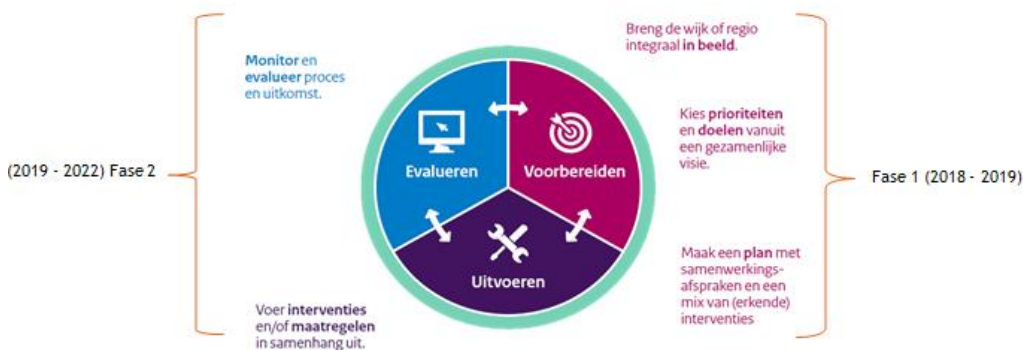 Breng de wijk of regio
integraal in beeld.
Monitor en
evalueer proces
en uitkomst.
Kies prioriteiten
en doelen vanuit
een gezamenlijke
visie.
Evalueren
Voorbereiden
(2019 - 2022) Fase 2
Fase 1 (2018 - 2019)
Maak een plan met
samenwerkings-
afspraken en een
mix van (erkende)
interventies
Uitvoeren
Voer interventies
en/of maatregelen
in samenhang uit.